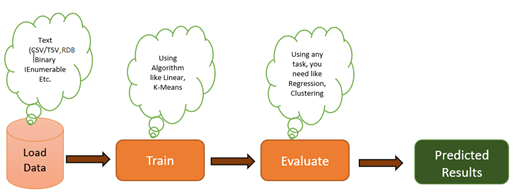 Text
(CSV/TSV,RDB
Binary
IEnumerable
Etc.
Using
Algorithm
like Linear,
K-Means
Using any
task, you
need like
Regression,
Clustering
Load
Data
Train
Evaluate
Predicted
Results